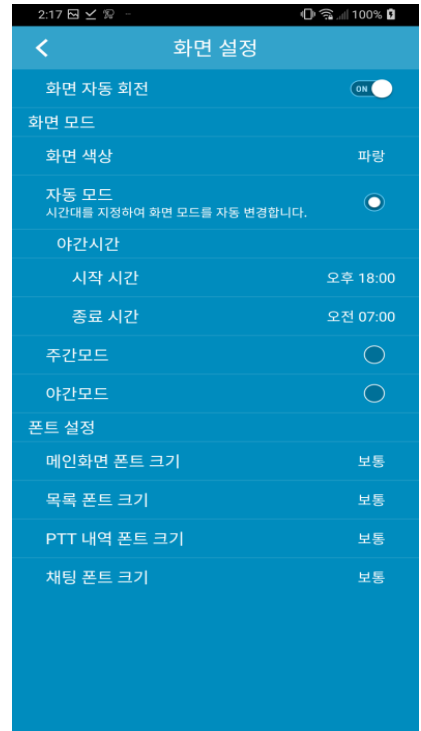 2:17 100%
화면 설정
화면 자동 회전 ON
화면 모드
화면 색상 파랑
자동 모드
시간대를 지정하여 화면 모드를 자동 변경합니다.
야간시간
시작 시간 오후 18:00
종료 시간 오전 07:00
주간모드
야간모드
폰트 설정
메인화면 폰트 크기 보통
목록 폰트 크기 보통
PTT 내역 폰트 크기 보통
채팅 폰트 크기 보통